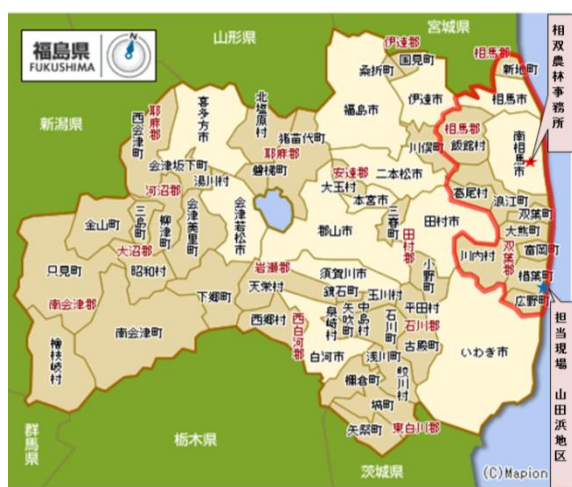 福島県
FUKUSHIMA
山形県
宮城県
新潟県
群馬県
栃木県
茨城県
相双農林事務所
担当現場　山田浜地区
伊達郡
国見町
桑折町
相馬郡
新地町
相馬市
伊達市
福島市
北塩原村
喜多方市
耶麻郡
西会津町
猪苗代町
耶麻郡
磐梯町
川俣町
相馬郡
飯舘村
南相馬市
会津坂下町
湯川村
河沼郡
安達郡
大玉村
二本松市
本宮市
葛尾村
浪江町
双葉町
大熊町
三島町
柳津町
会津美里町
会津若松市
金山町
大沼郡
昭和村
只見町
郡山市
三春町
田村市
田村郡
小野町
川内村
双葉郡
富岡町
楢葉町
広野町
岩瀬郡
須賀川市
天栄村
鏡石町
玉川村
平田村
南会津郡
下郷町
南会津町
檜枝岐村
西郷村
西白河郡
泉崎村
矢吹町
中島村
石川町
石川郡
古殿町
白河市
浅川町
鮫川村
棚倉町
塙町
矢祭町
東白川郡
いわき市
(C)Mapion